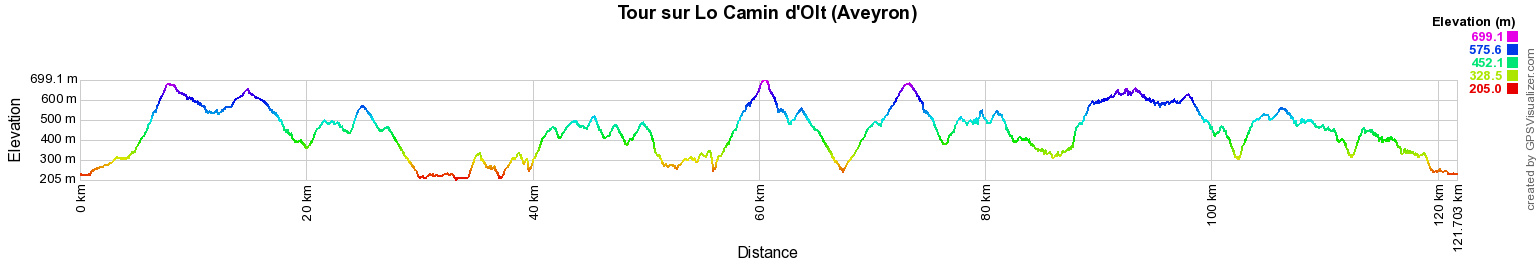 Tour sur Lo Camin d'Olt (Aveyron)
Elevation (m)
699.1
575.6
452.1
328.5
205.0
699.1 m
600 m
500 m
400 m
300 m
205 m
Elevation
0 km
20 km
40 km
60 km
80 km
100 km
120 km
121.703 km
Distance
created by GPSVisualizer.com